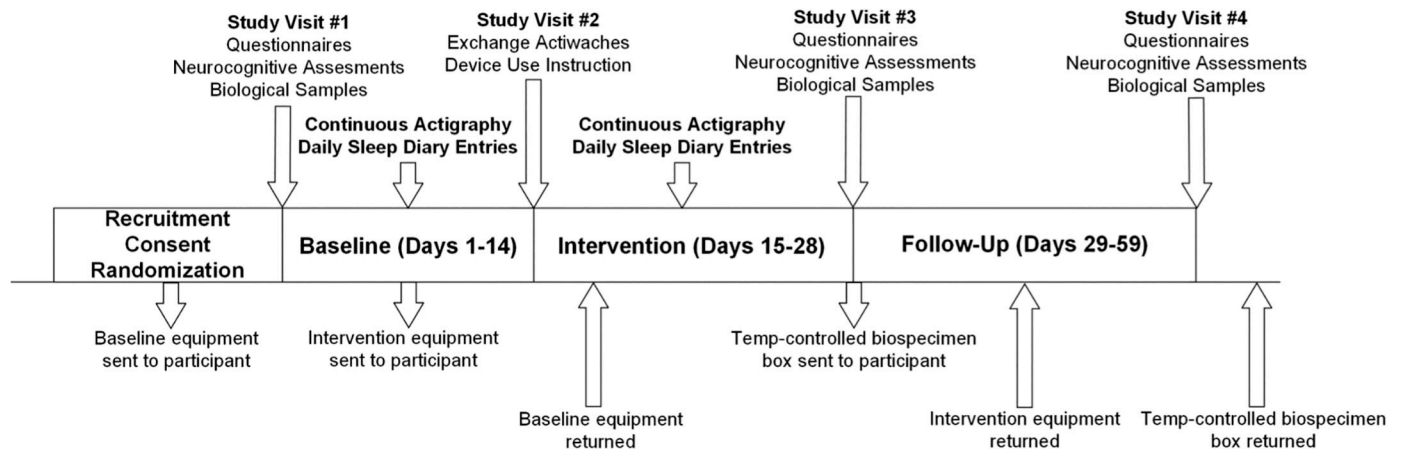 Study Visit #1
Questionnaires
Neurocognitive Assesments
Biological Samples
Study Visit #2
Exchange Actiwaches
Device Use Instruction
Study Visit #3
Questionnaires
Neurocognitive Assessments
Biological Samples
Study Visit #4
Questionnaires
Neurocognitive Assessments
Biological Samples
Continuous Actigraphy
Daily Sleep Diary Entries
Continuous Actigraphy
Daily Sleep Diary Entries
Recruitment
Consent
Randomization
Baseline (Days 1-14)
Intervention (Days 15-28)
Follow-Up (Days 29-59)
Baseline equipment
sent to participant
Intervention equipment
sent to participant
Temp-controlled biospecimen
box sent to participant
Baseline equipment
returned
Intervention equipment
returned
Temp-controlled biospecimen
box returned